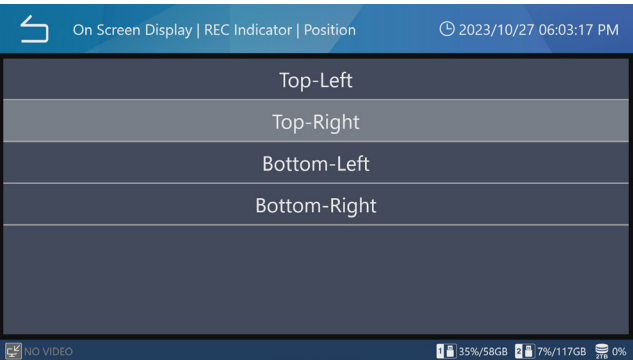 On Screen Display | REC Indicator | Position 2023/10/27 06:03:17 PM
Top-Left
Top-Right
Bottom-Left
Bottom-Right
NO VIDEO 1 35%/58GB 2 7%/117GB 2TB 0%